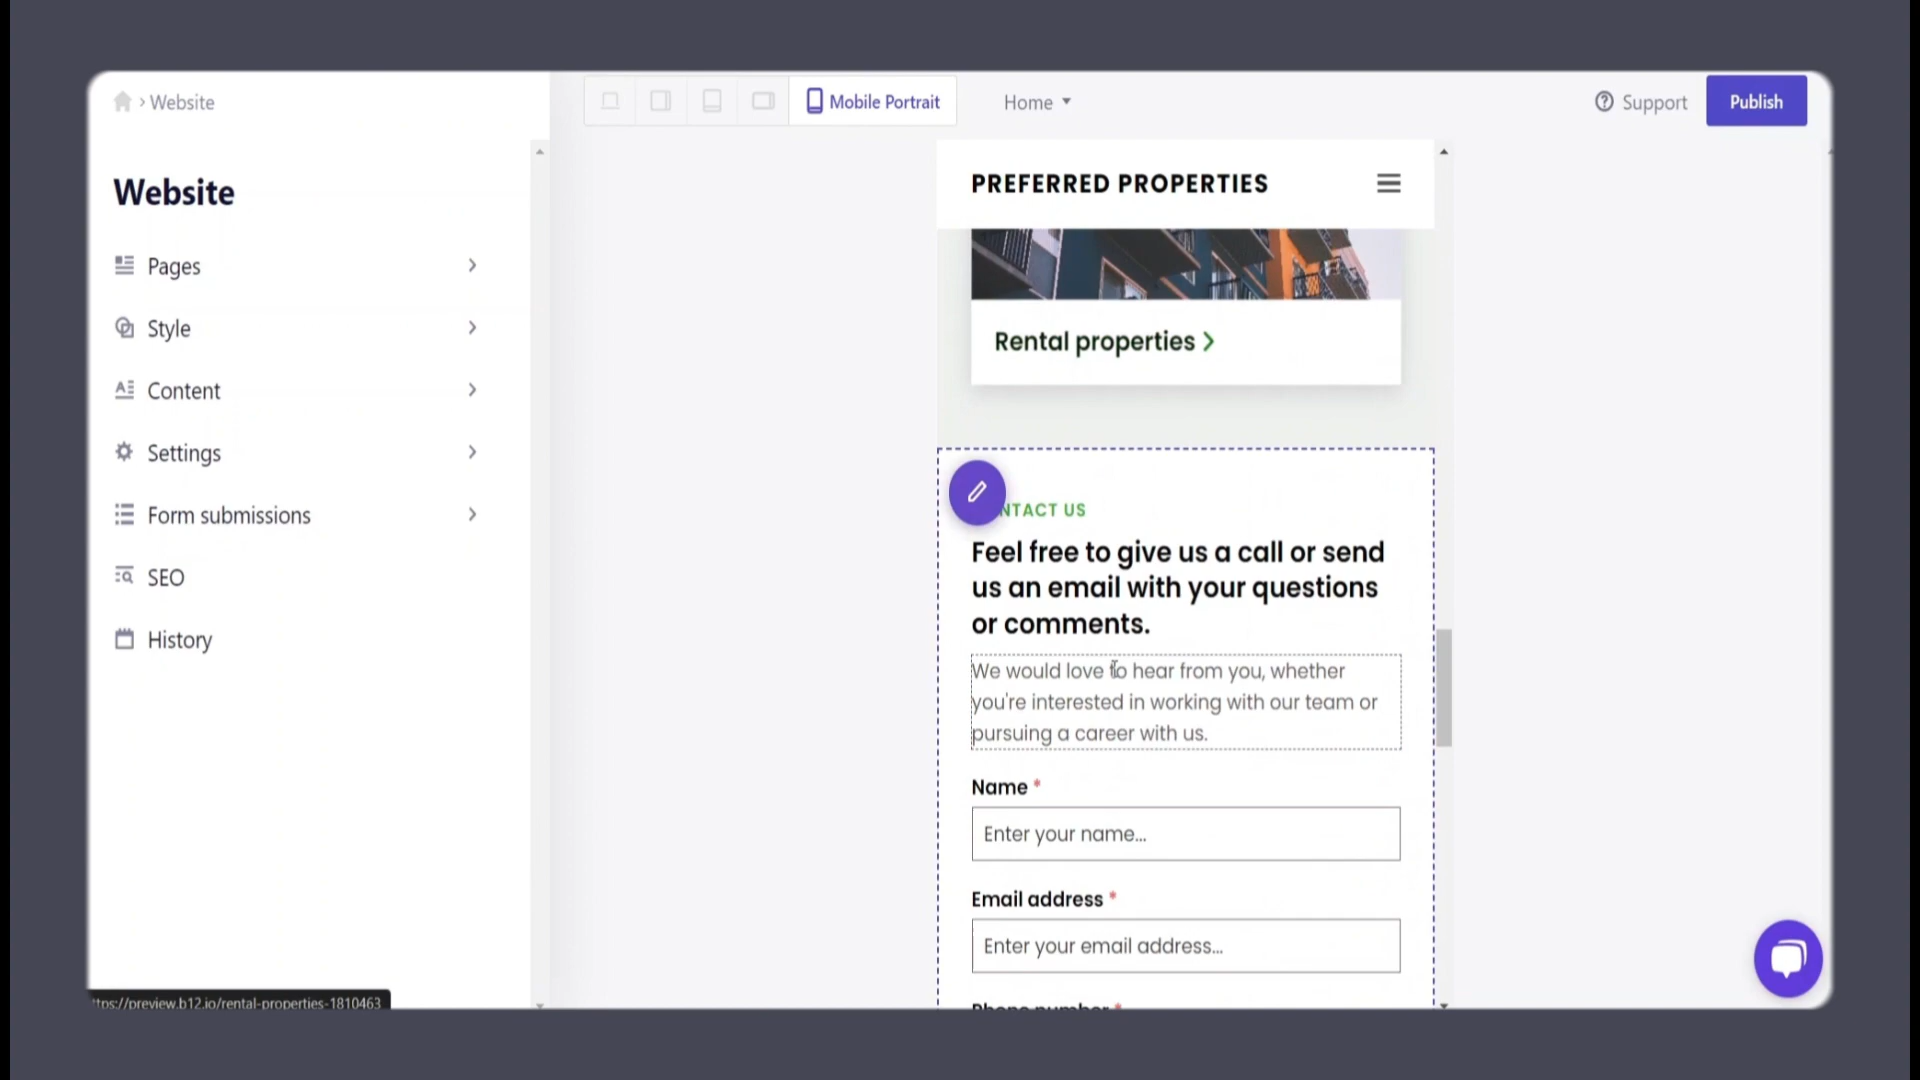 Website
Mobile Portrait
Home
Support
Publish
Website
Pages
Style
Content
Settings
Form submissions
SEO
History
PREFERRED PROPERTIES
Rental properties
NTACT US
Feel free to give us a call or send
us an email with your questions
or comments.
We would love to hear from you, whether
you're interested in working with our team or
pursuing a career with us.
Name *
Enter your name...
Email address *
Enter your email address...
Phone number *
ttps://preview.b12.io/rental-properties-1810463